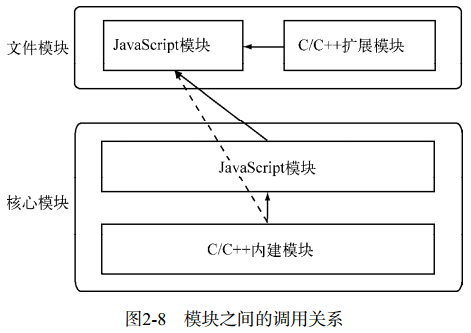 文件模块
JavaScript模块
C/C++扩展模块
核心模块
JavaScript模块
C/C++内建模块
图2-8 模块之间的调用关系